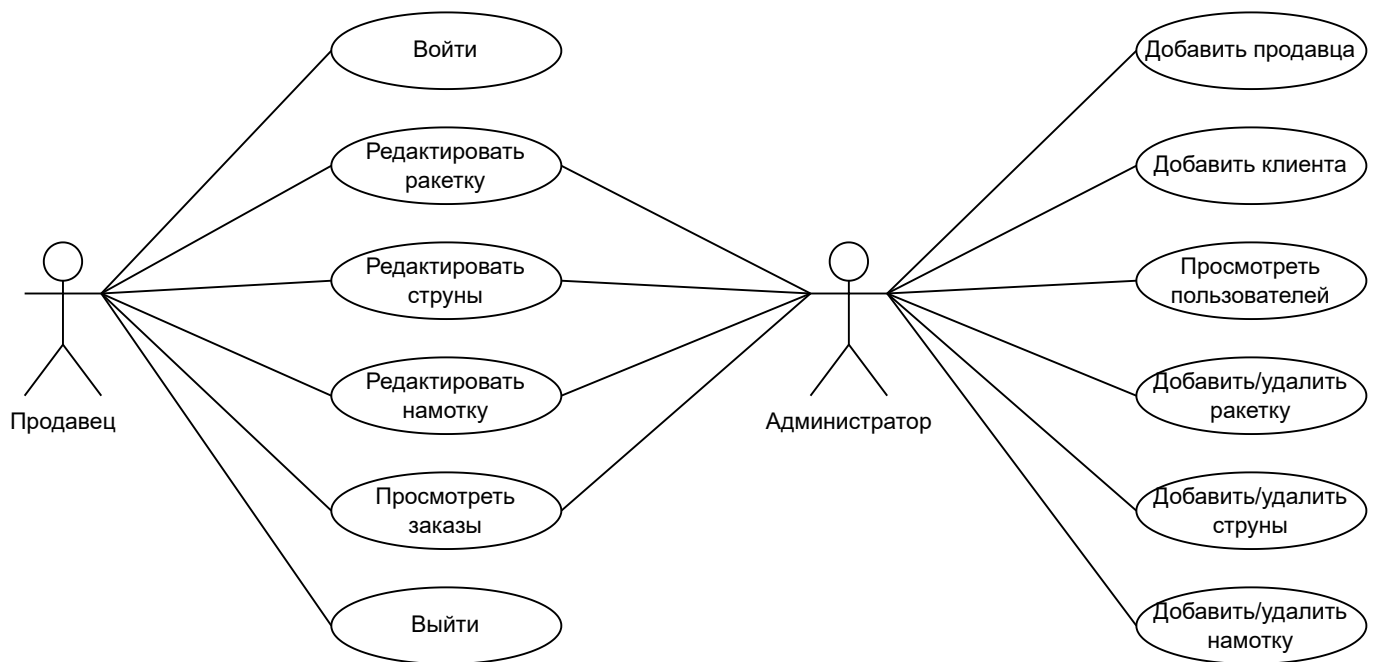 Войти
Редактировать
ракетку
Редактировать
струны
Редактировать
намотку
Просмотреть
заказы
Выйти
Продавец
Администратор
Добавить продавца
Добавить клиента
Просмотреть
пользователей
Добавить/удалить
ракетку
Добавить/удалить
струны
Добавить/удалить
намотку